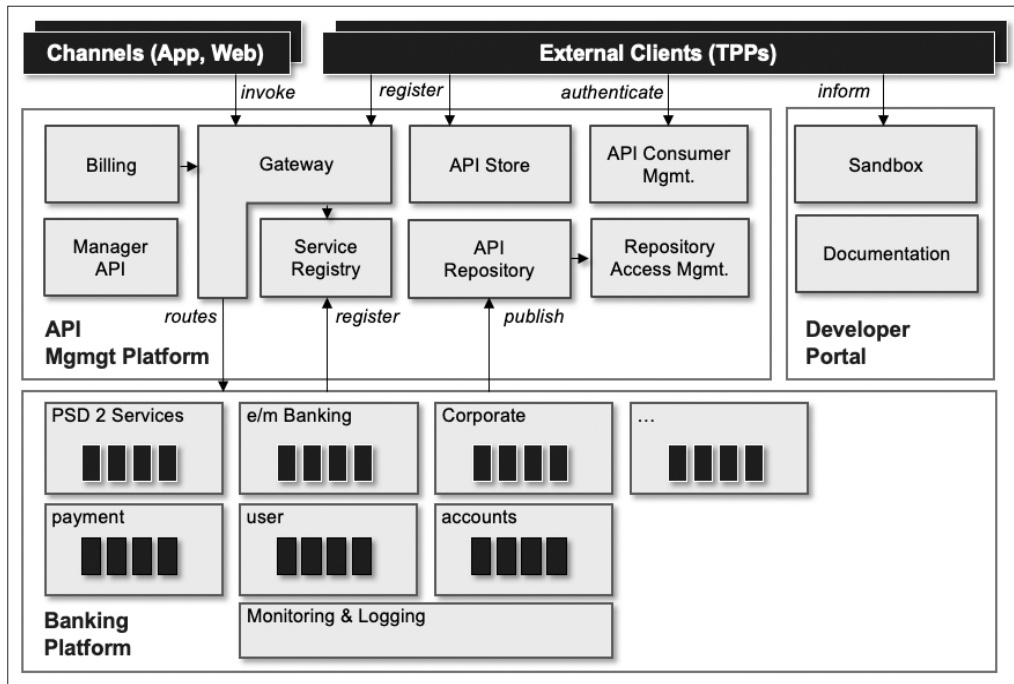 Channels (App, Web)
External Clients (TPPs)
invoke
register
authenticate
inform
Billing
Gateway
API Store
API Consumer
Mgmt.
Sandbox
Manager
API
Service
Registry
API
Repository
Repository
Access Mgmt.
Documentation
routes
register
publish
API
Mgmgt Platform
Developer
Portal
PSD 2 Services
e/m Banking
Corporate
...
payment
user
accounts
Monitoring & Logging
Banking
Platform